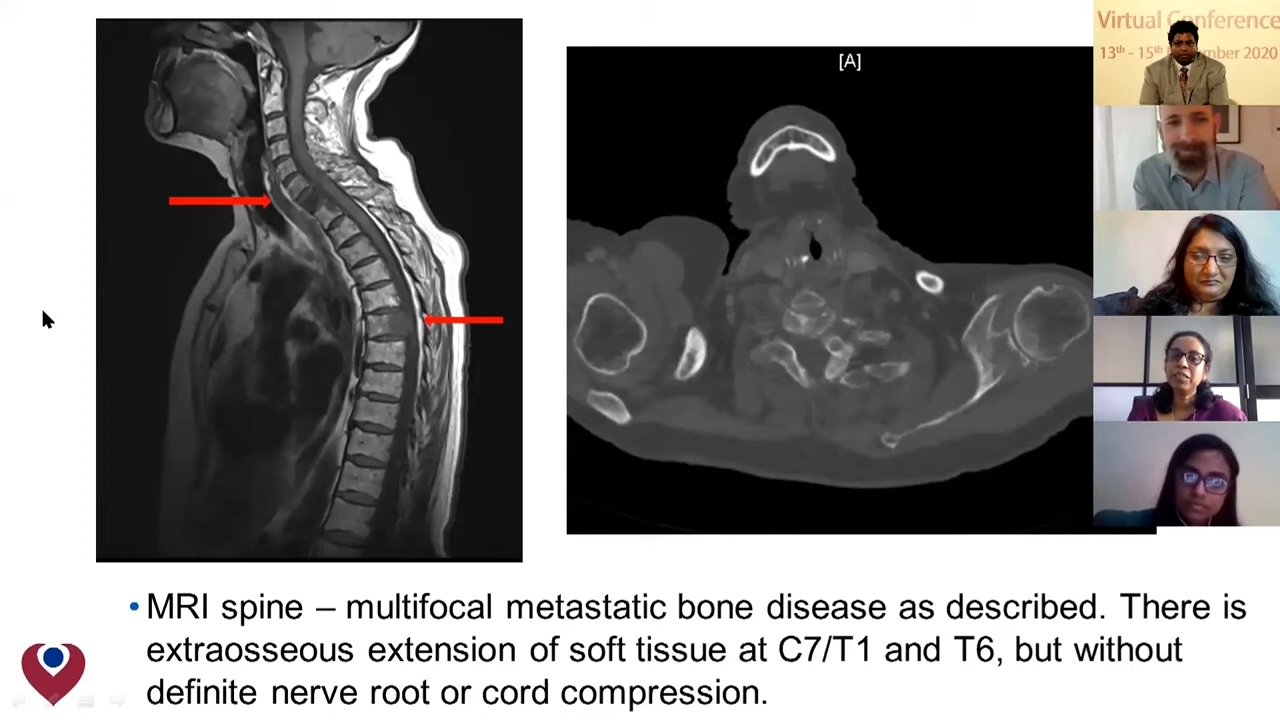 [A]
Virtual Conference
13th - 15th November 2020
• MRI spine – multifocal metastatic bone disease as described. There is
extraosseous extension of soft tissue at C7/T1 and T6, but without
definite nerve root or cord compression.